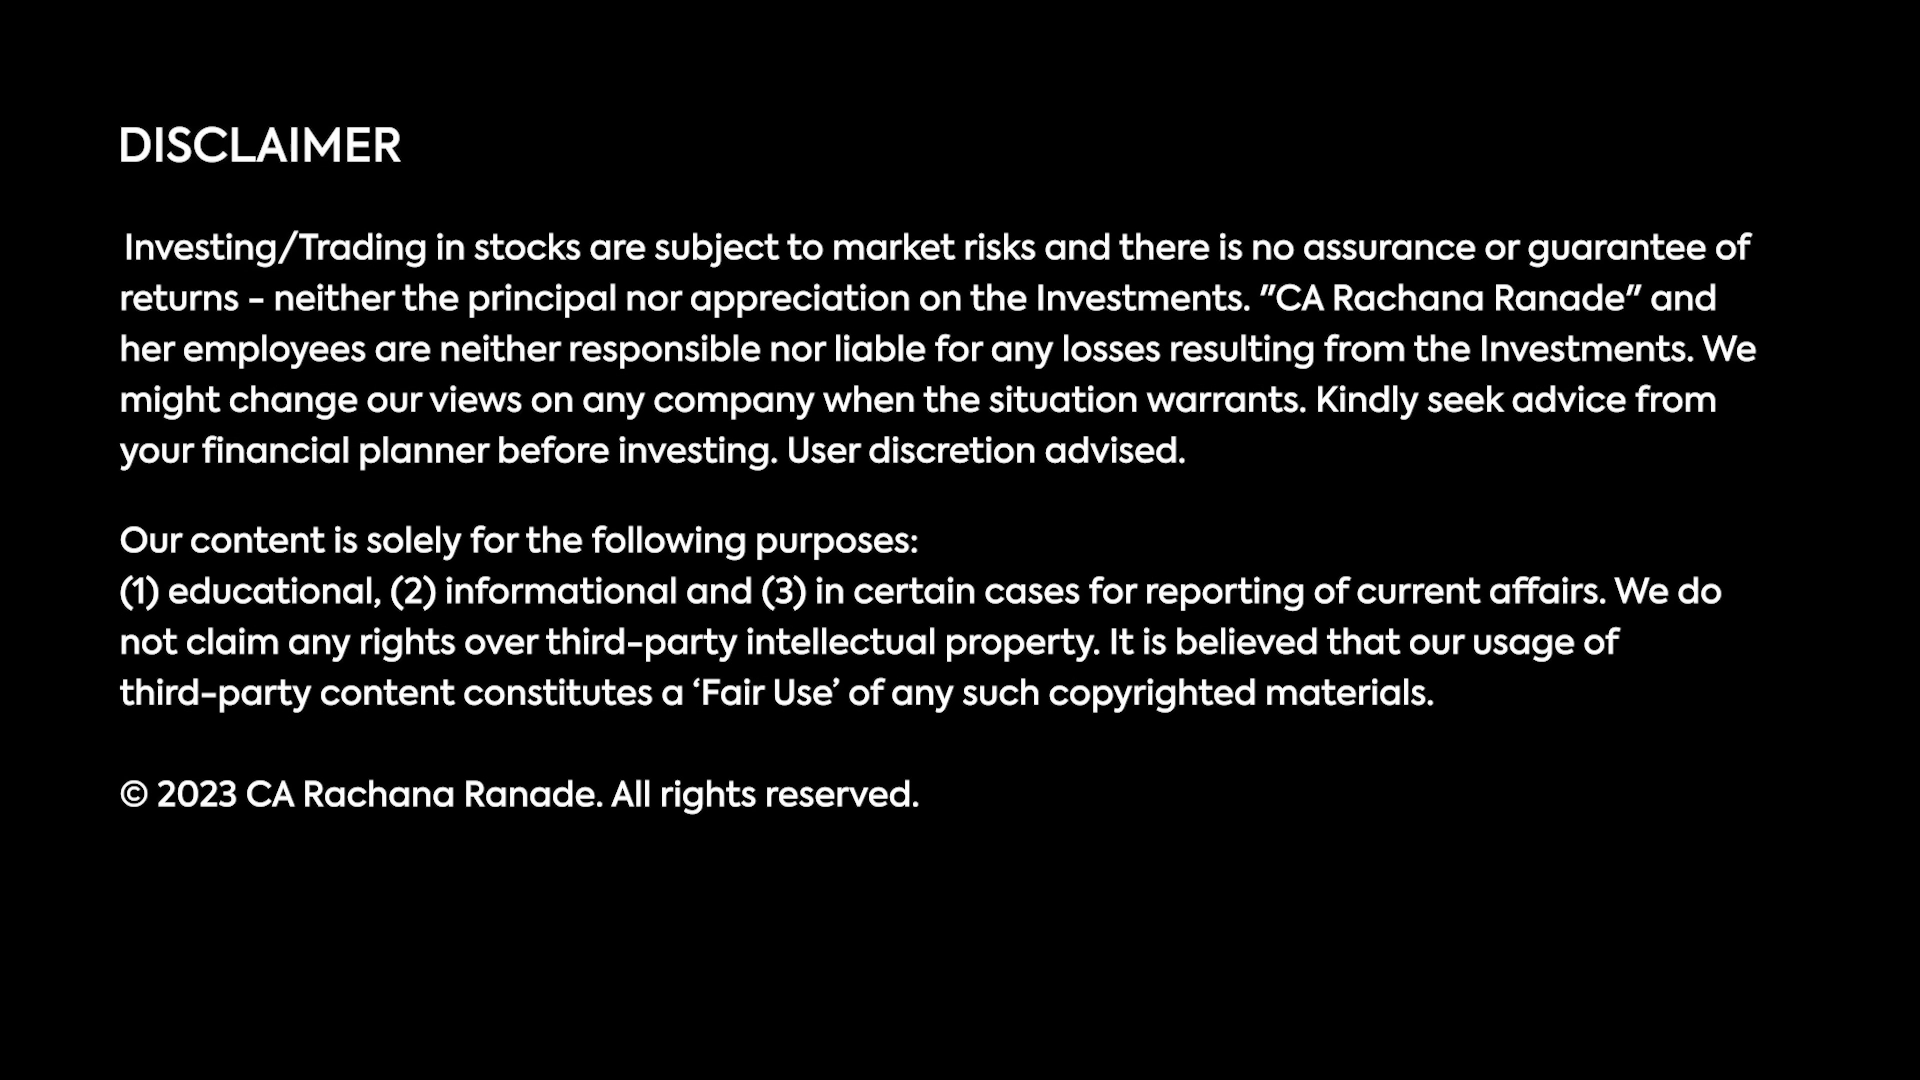 DISCLAIMER
Investing/Trading in stocks are subject to market risks and there is no assurance or guarantee of
returns - neither the principal nor appreciation on the Investments. "CA Rachana Ranade" and
her employees are neither responsible nor liable for any losses resulting from the Investments. We
might change our views on any company when the situation warrants. Kindly seek advice from
your financial planner before investing. User discretion advised.
Our content is solely for the following purposes:
(1) educational, (2) informational and (3) in certain cases for reporting of current affairs. We do
not claim any rights over third-party intellectual property. It is believed that our usage of
third-party content constitutes a ‘Fair Use’ of any such copyrighted materials.
© 2023 CA Rachana Ranade. All rights reserved.